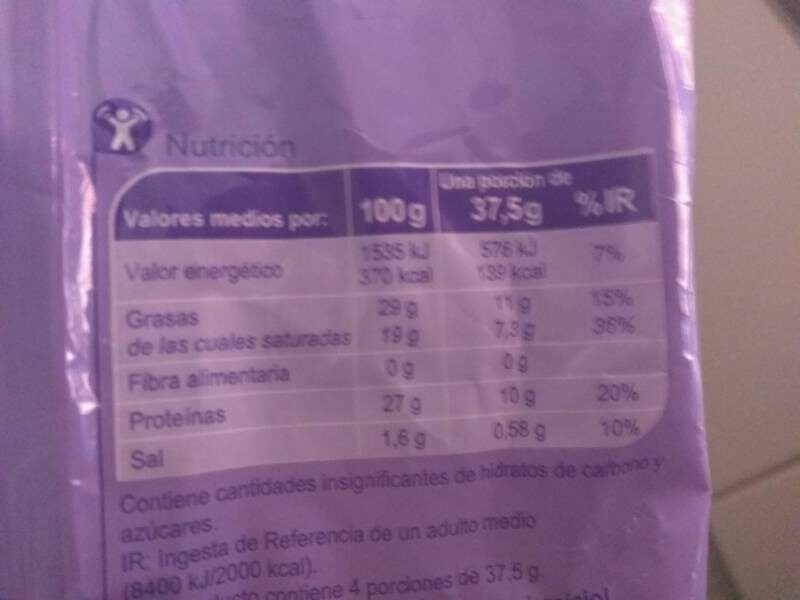 Nutrición
Una porción de
Valores medios por: 100g 37,5g %IR
Valor energético 1535 kJ 576 kJ 7%
370 kcal 139 kcal
Grasas 29 g 11 g 15%
de las cuales saturadas 19 g 7,3 g 36%
Fibra alimentaria 0 g 0 g
Proteínas 27 g 10 g 20%
Sal 1,6 g 0,58 g 10%
Contiene cantidades insignificantes de hidratos de carbono y
azúcares.
IR: Ingesta de Referencia de un adulto medio
(8400 kJ/2000 kcal).
contiene 4 porciones de 37,5 g